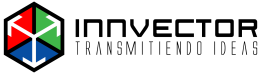 INNVECTOR
TRANSMITIENDO IDEAS